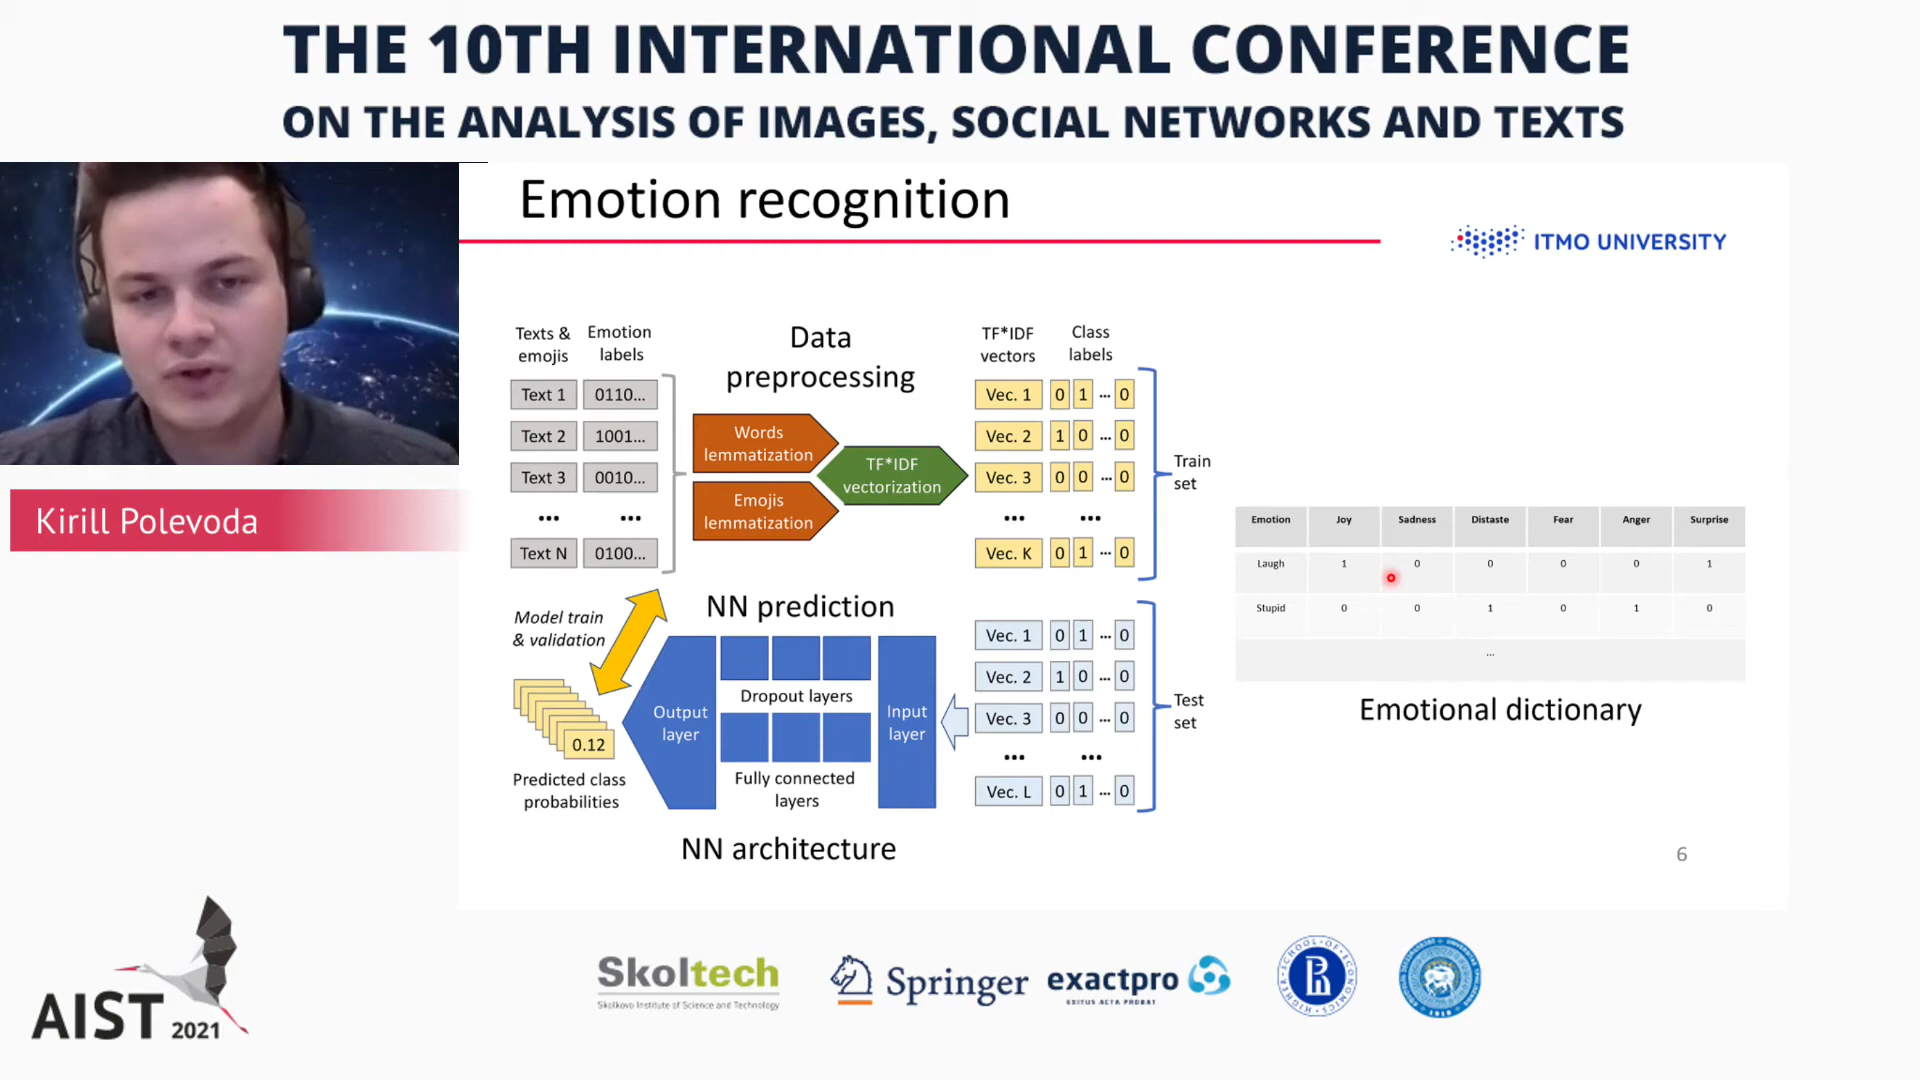 THE 10TH INTERNATIONAL CONFERENCE
ON THE ANALYSIS OF IMAGES, SOCIAL NETWORKS AND TEXTS
Emotion recognition
ITMO UNIVERSITY
Kirill Polevoda
Texts &
emojis
Emotion
labels
Text 1 0110...
Text 2 1001...
Text 3 0010...
... ...
Text N 0100...
Data
preprocessing
Words
lemmatization
Emojis
lemmatization
TF*IDF
vectorization
TF*IDF
vectors
Class
labels
Vec. 1 0 1 ... 0
Vec. 2 1 0 ... 0
Vec. 3 0 0 ... 0
... ...
Vec. K 0 1 ... 0
Train
set
Model train
& validation
NN prediction
Output
layer
Dropout layers
Fully connected
layers
Input
layer
0.12
Predicted class
probabilities
NN architecture
Vec. 1 0 1 ... 0
Vec. 2 1 0 ... 0
Vec. 3 0 0 ... 0
... ...
Vec. L 0 1 ... 0
Test
set
Emotion Joy Sadness Distaste Fear Anger Surprise
Laugh 1 0 0 0 0 1
Stupid 0 0 1 0 1 0
...
Emotional dictionary
6
AIST 2021
Skoltech
Skolkovo Institute of Science and Technology
Springer
exactpro
EXITUS ACTA PROBAT
HIGHER SCHOOL OF ECONOMICS